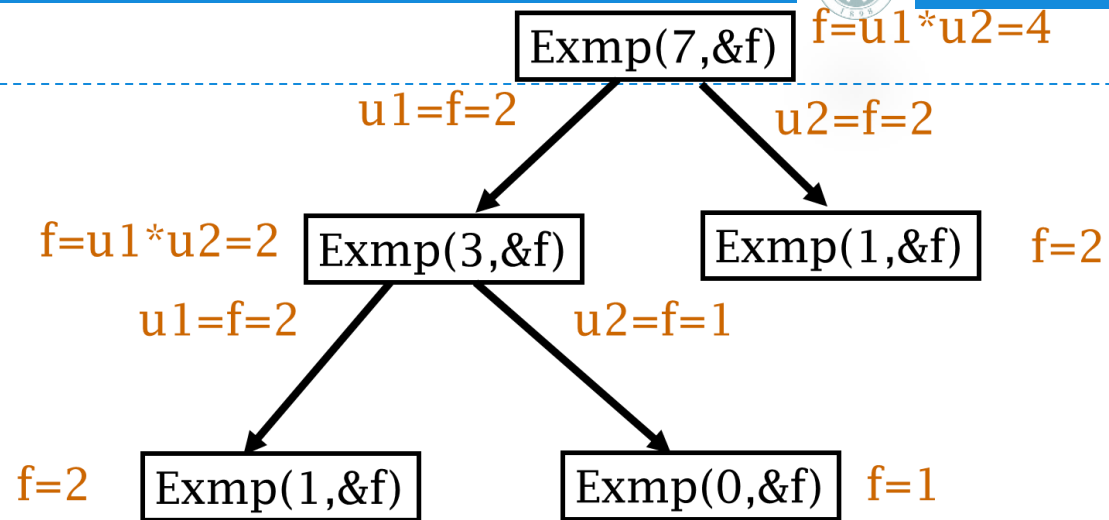 Exmp(7,&f)
f=u1*u2=4
u1=f=2
u2=f=2
f=u1*u2=2
Exmp(3,&f)
Exmp(1,&f)
f=2
u1=f=2
u2=f=1
f=2
Exmp(1,&f)
Exmp(0,&f)
f=1
1898